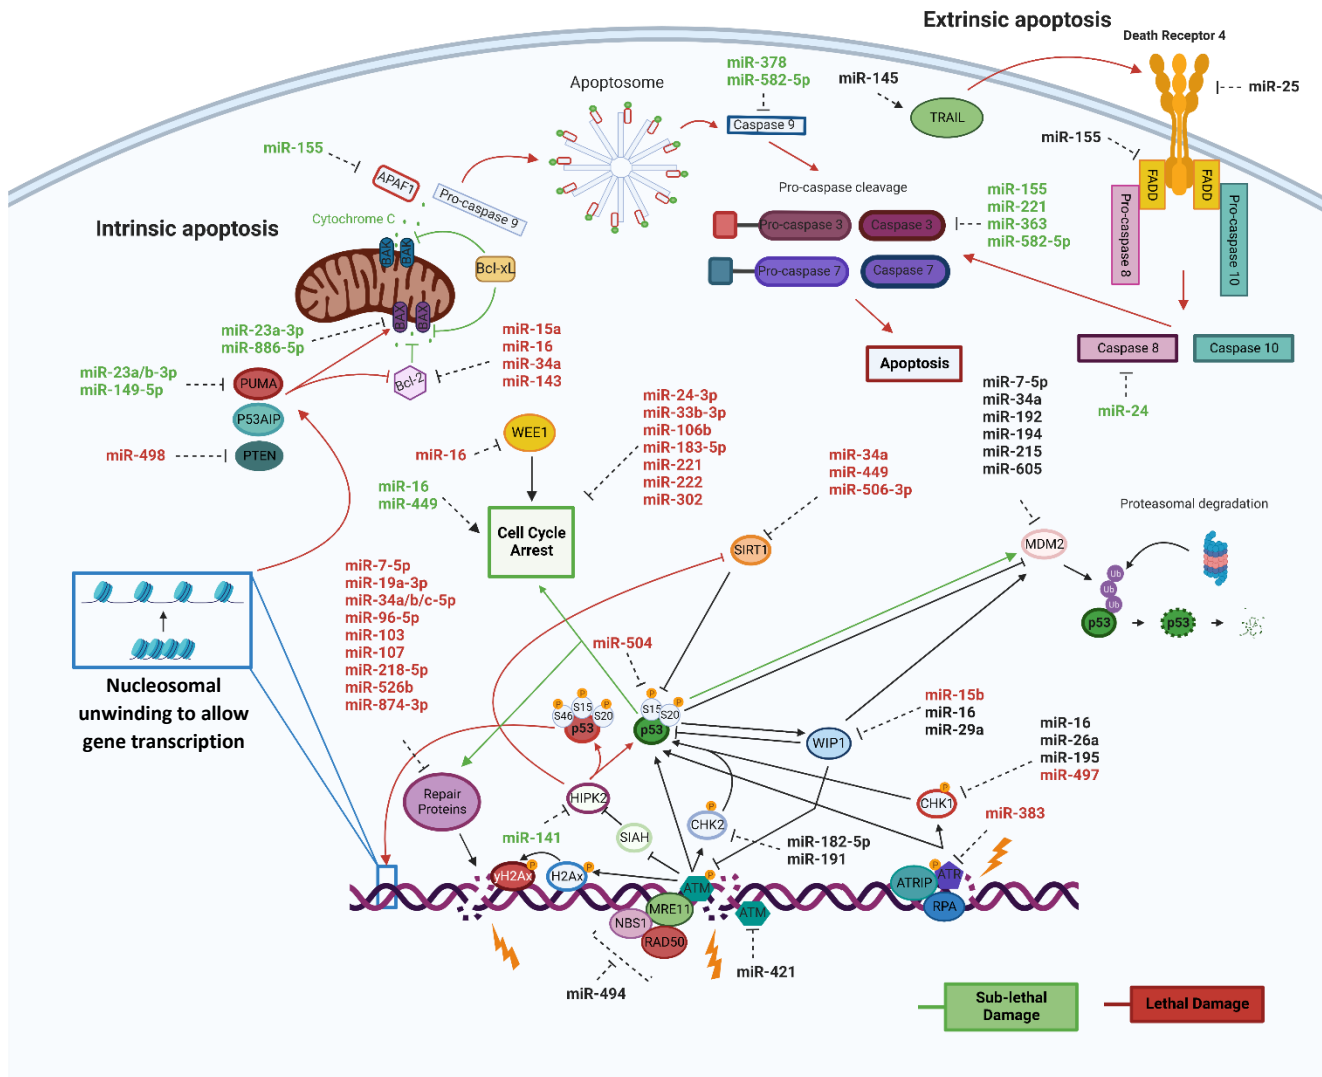 Extrinsic apoptosis
Death Receptor 4
miR-25
miR-378
miR-582-5p
Apoptosome
miR-145
TRAIL
Caspase 9
miR-155
FADD
FADD
Pro-caspase 8
Pro-caspase 10
miR-155
APAF1
Pro-caspase 9
Cytochrome C
Intrinsic apoptosis
Pro-caspase cleavage
Pro-caspase 3
Caspase 3
Pro-caspase 7
Caspase 7
miR-155
miR-221
miR-363
miR-582-5p
BAK
BAK
Bcl-xL
BAX
BAX
miR-23a-3p
miR-886-5p
miR-15a
miR-16
miR-34a
miR-143
Bcl-2
Apoptosis
Caspase 8
Caspase 10
miR-24
miR-23a/b-3p
miR-149-5p
PUMA
P53AIP
PTEN
miR-498
WEE1
miR-16
miR-16
miR-449
Cell Cycle
Arrest
miR-24-3p
miR-33b-3p
miR-106b
miR-183-5p
miR-221
miR-222
miR-302
miR-34a
miR-449
miR-506-3p
SIRT1
miR-7-5p
miR-34a
miR-192
miR-194
miR-215
miR-605
MDM2
Proteasomal degradation
Ub
Ub
Ub
p53
p53
Nucleosomal
unwinding to allow
gene transcription
miR-7-5p
miR-19a-3p
miR-34a/b/c-5p
miR-96-5p
miR-103
miR-107
miR-218-5p
miR-526b
miR-874-3p
miR-504
P
P
P
S46
S15
S20
p53
P
P
S15
S20
p53
WIP1
miR-15b
miR-16
miR-29a
miR-16
miR-26a
miR-195
miR-497
P
CHK1
miR-383
Repair
Proteins
HIPK2
P
CHK2
SIAH
miR-141
miR-182-5p
miR-191
P
yH2Ax
P
H2Ax
P
ATM
MRE11
NBS1
RAD50
ATM
P
ATRIP
ATR
RPA
miR-421
miR-494
Sub-lethal
Damage
Lethal Damage